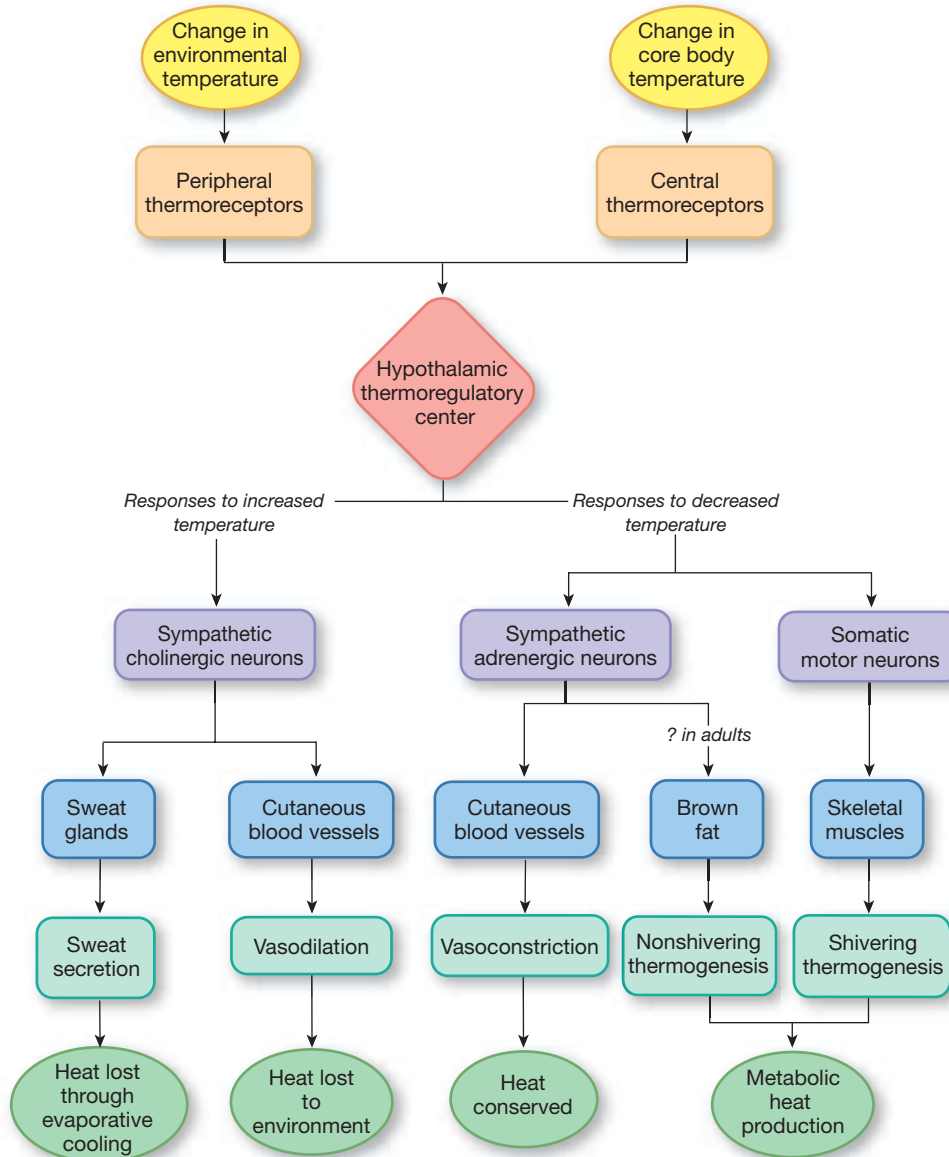 Change in
environmental
temperature
Change in
core body
temperature
Peripheral
thermoreceptors
Central
thermoreceptors
Hypothalamic
thermoregulatory
center
Responses to increased
temperature
Responses to decreased
temperature
Sympathetic
cholinergic neurons
Sympathetic
adrenergic neurons
Somatic
motor neurons
? in adults
Sweat
glands
Cutaneous
blood vessels
Cutaneous
blood vessels
Brown
fat
Skeletal
muscles
Sweat
secretion
Vasodilation
Vasoconstriction
Nonshivering
thermogenesis
Shivering
thermogenesis
Heat lost
through
evaporative
cooling
Heat lost
to
environment
Heat
conserved
Metabolic
heat
production